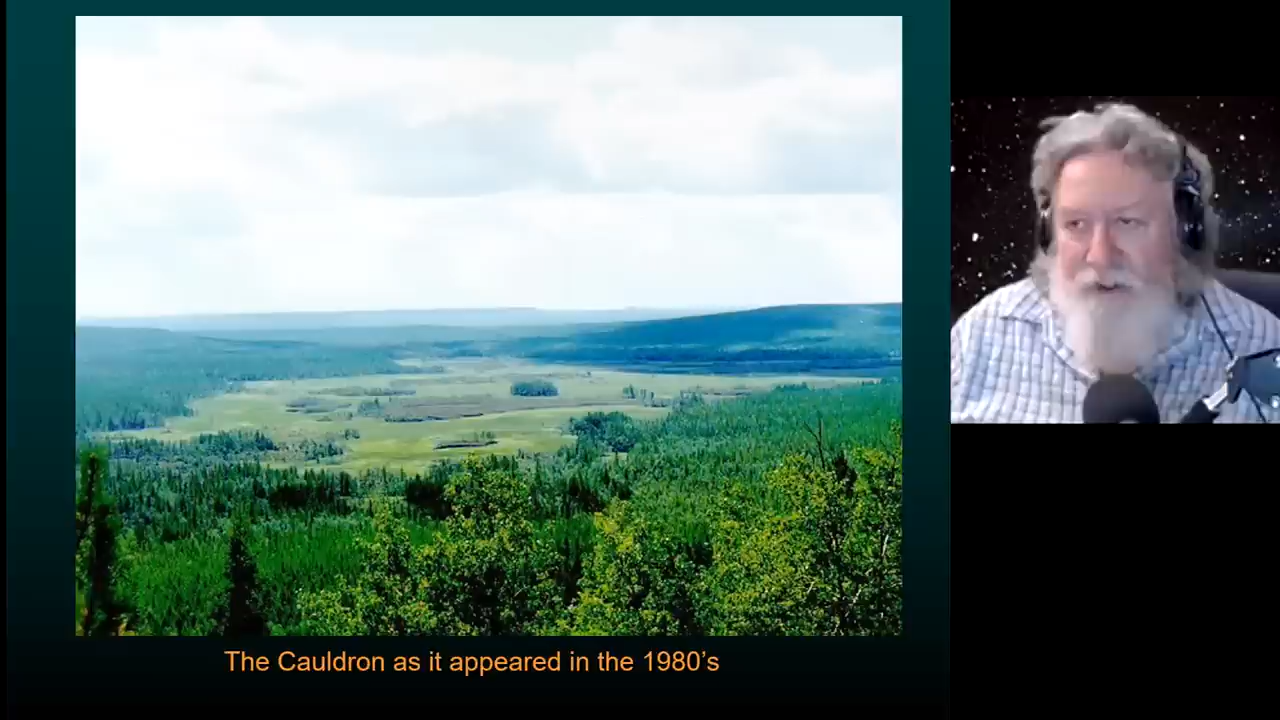 The Cauldron as it appeared in the 1980’s